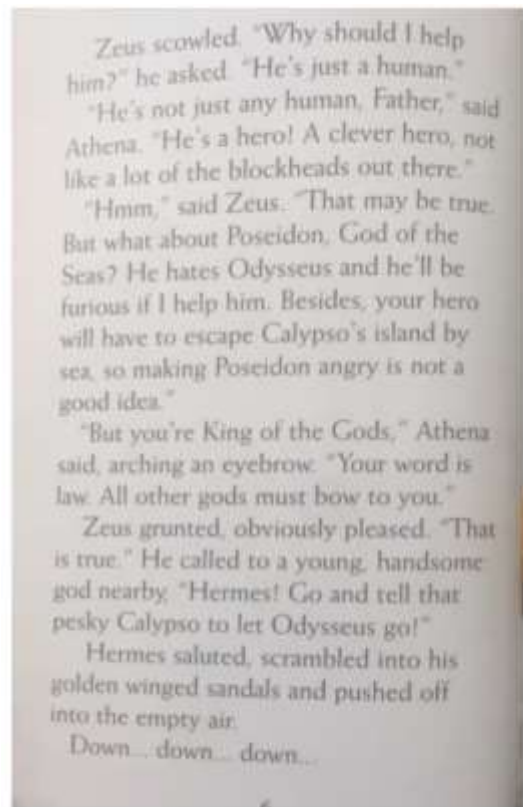 Zeus scowled. "Why should I help
him?" he asked. "He's just a human."
"He's not just any human, Father," said
Athena. "He's a hero! A clever hero, not
like a lot of the blockheads out there."
"Hmm," said Zeus. "That may be true.
But what about Poseidon, God of the
Seas? He hates Odysseus and he'll be
furious if I help him. Besides, your hero
will have to escape Calypso's island by
sea, so making Poseidon angry is not a
good idea."
"But you're King of the Gods," Athena
said, arching an eyebrow. "Your word is
law. All other gods must bow to you."
Zeus grunted, obviously pleased. "That
is true." He called to a young, handsome
god nearby. "Hermes! Go and tell that
pesky Calypso to let Odysseus go!"
Hermes saluted, scrambled into his
golden winged sandals and pushed off
into the empty air.
Down... down... down...